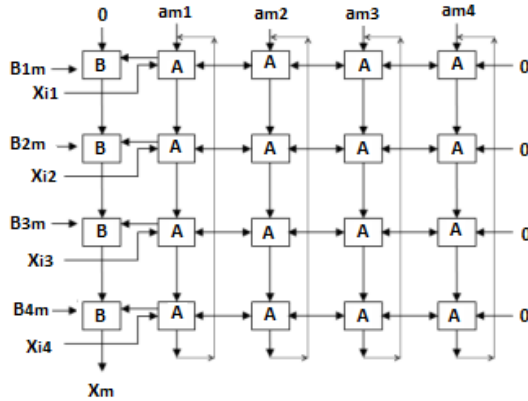 0 am1 am2 am3 am4
B1m B A A A A 0
Xi1
B2m B A A A A 0
Xi2
B3m B A A A A 0
Xi3
B4m B A A A A 0
Xi4
Xm